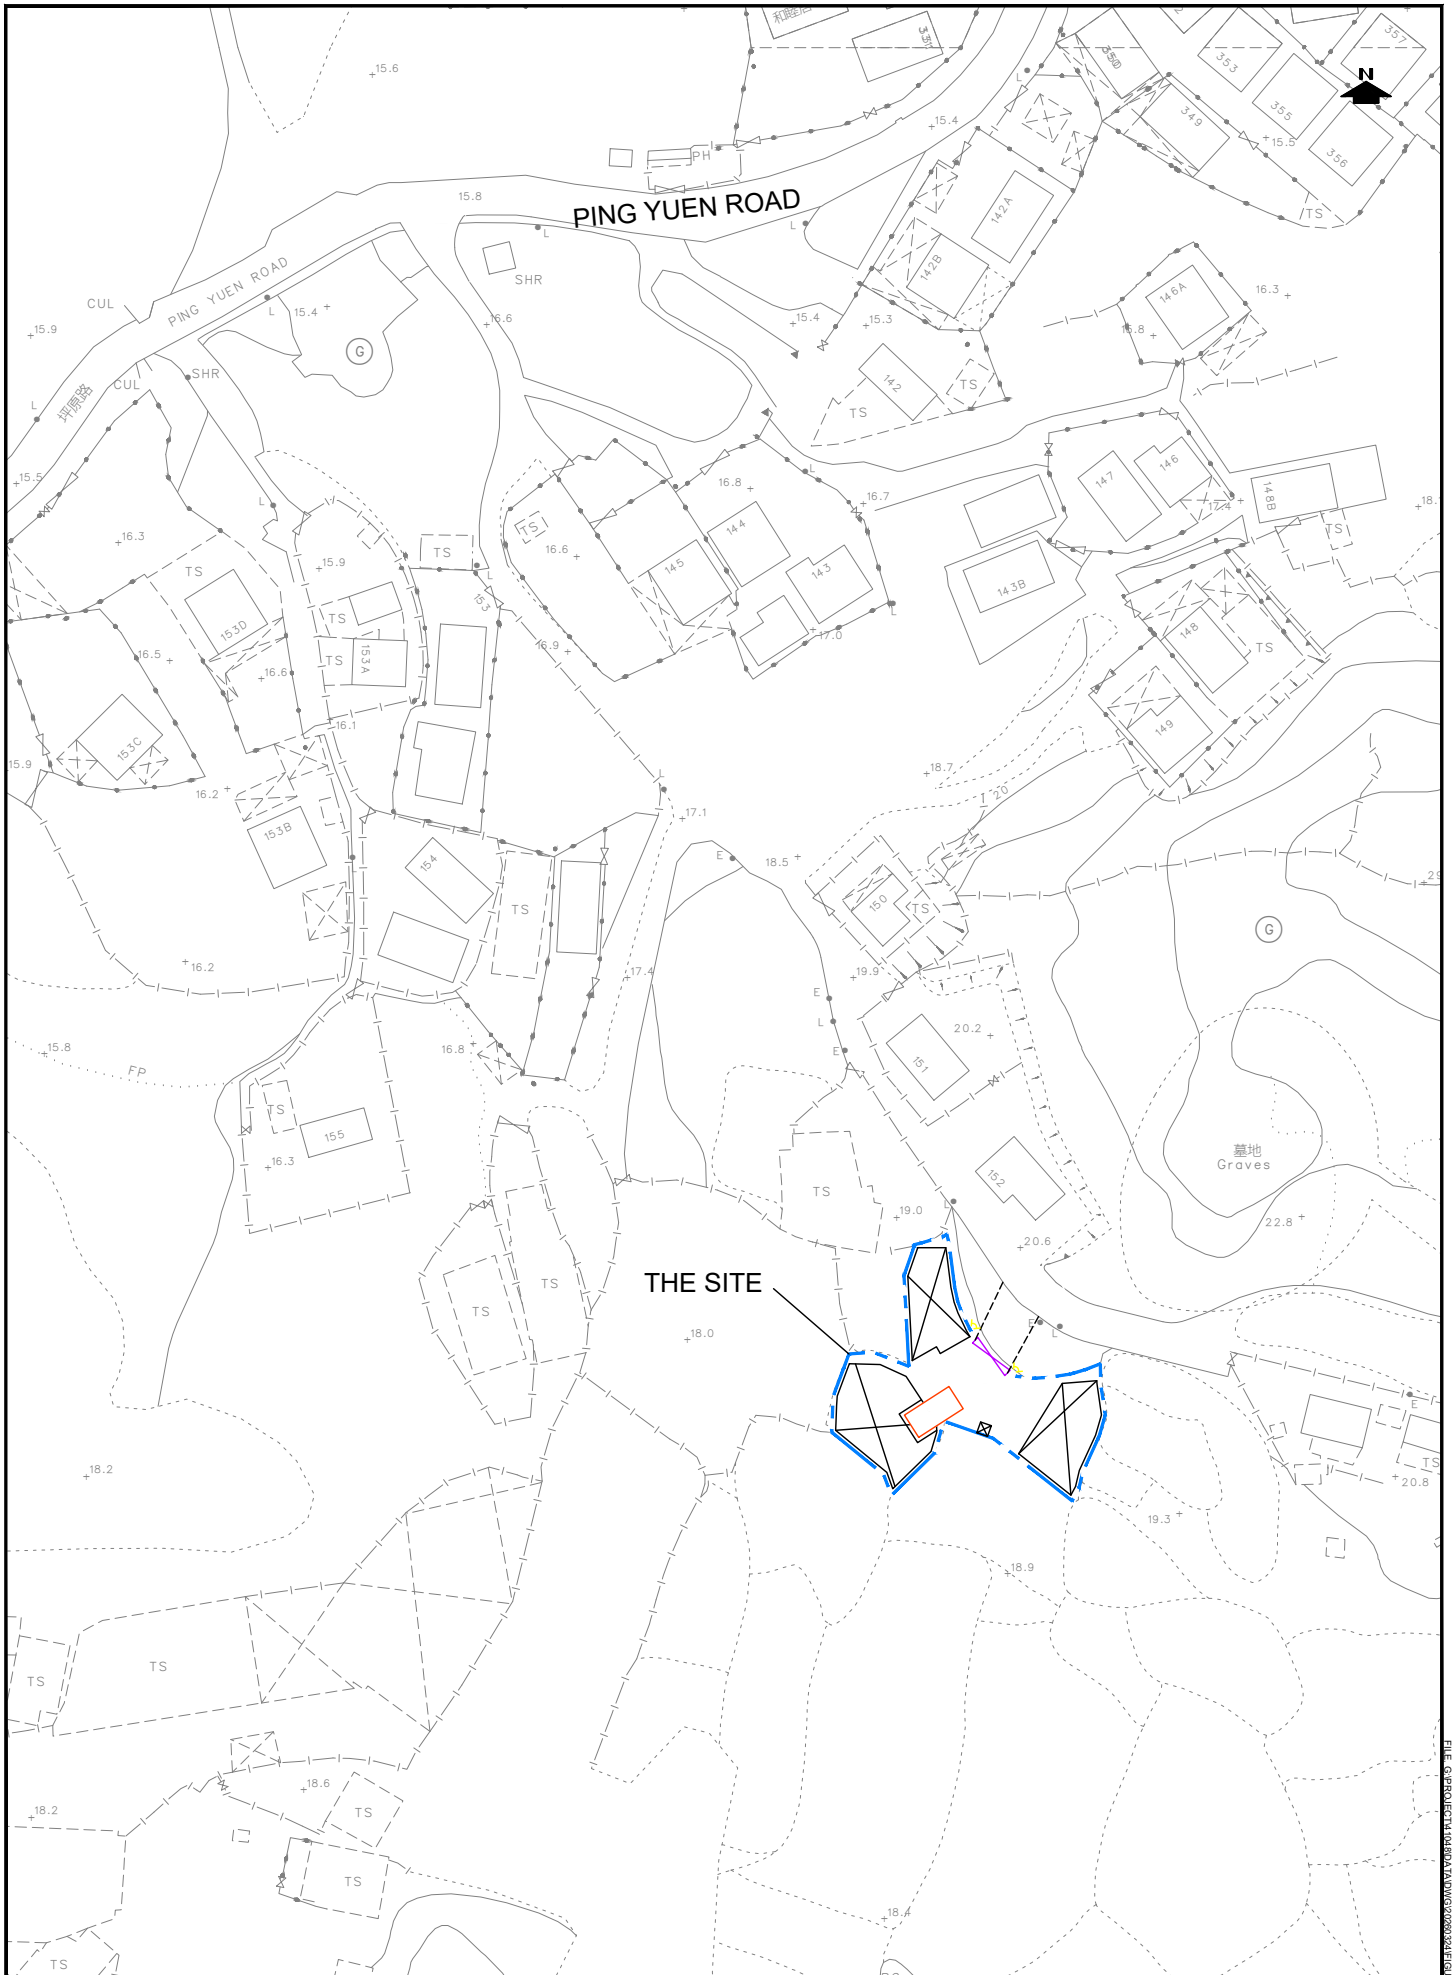 和睦
350
353
357
N
L
349
355
356
15.5
15.6
15.4
PH
TS
15.8
PING YUEN ROAD
142A
L
L
142B
SHR
PING YUEN ROAD
CUL
146A
16.3
15.4
L
15.9
16.6
15.4
15.3
15.8
G
CUL
SHR
142
TS
坪原路
L
TS
146
15.5
L
147
148B
16.8
16.7
17.4
18.
L
TS
144
TS
16.3
TS
16.6
15.9
TS
145
143
L
143B
153
TS
L
TS
148
153D
17.0
TS
16.5
TS
153A
16.9
16.6
149
16.1
153C
15.9
18.7
L
16.2
20
17.1
153B
E
18.5
154
TS
150
TS
G
16.2
17.4
19.9
E
L
20.2
15.8
16.8
E
FP
151
TS
155
墓地
Graves
16.3
152
TS
L
19.0
22.8
20.6
THE SITE
TS
TS
E
L
18.0
E
TS
18.2
20.8
19.3
18.9
TS
TS
18.6
18.2
TS
TS
18.4
TS